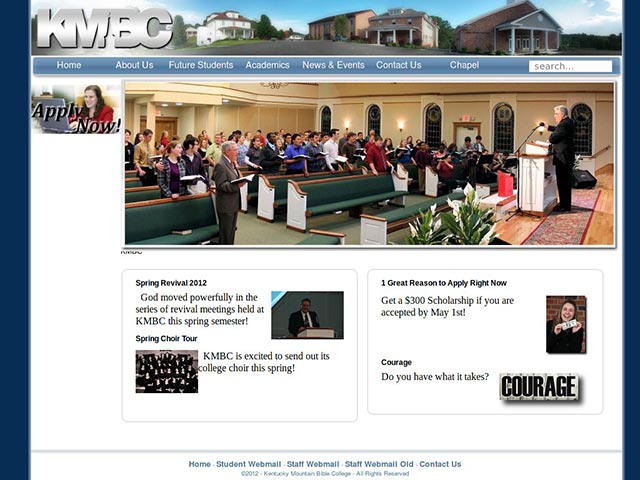 KMBC
Home About Us Future Students Academics News & Events Contact Us Chapel search...
Apply
Now!
KMBC
Spring Revival 2012
God moved powerfully in the
series of revival meetings held at
KMBC this spring semester!
Spring Choir Tour
KMBC is excited to send out its
college choir this spring!
1 Great Reason to Apply Right Now
Get a $300 Scholarship if you are
accepted by May 1st!
Courage
Do you have what it takes?
COURAGE
Home - Student Webmail - Staff Webmail - Staff Webmail Old - Contact Us
©2012 - Kentucky Mountain Bible College - All Rights Reserved